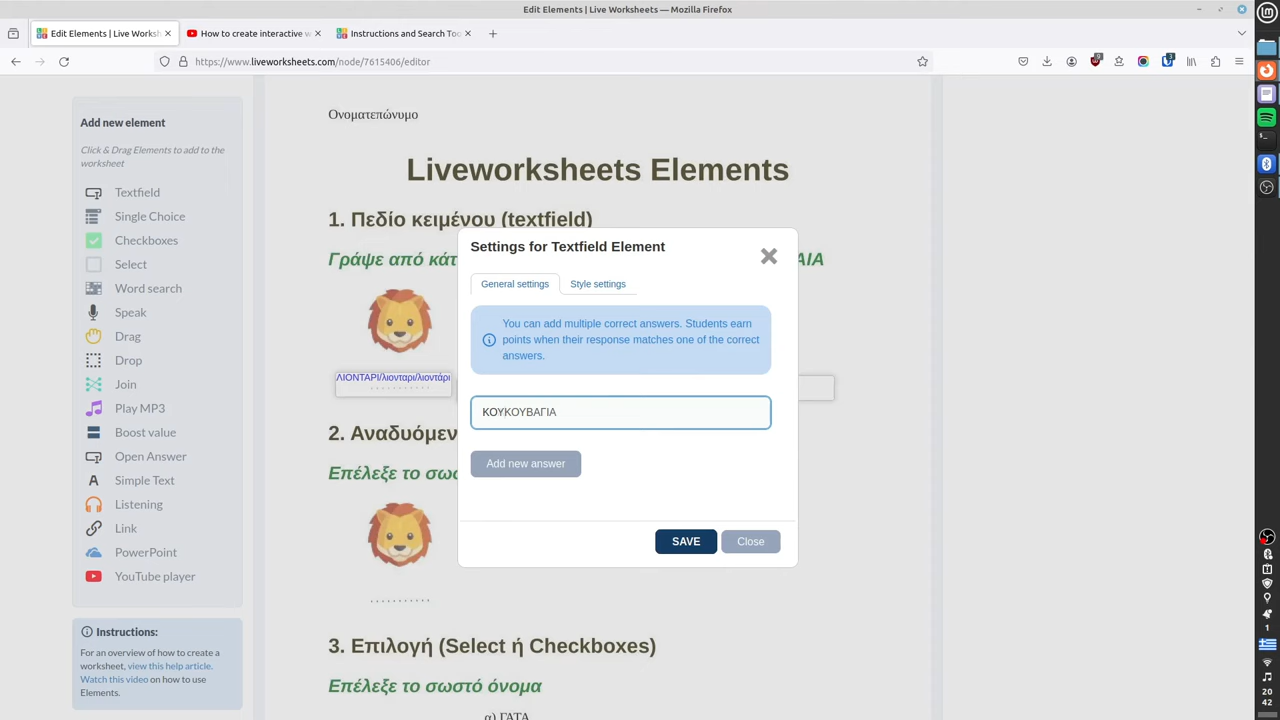 Edit Elements | Live Worksheets — Mozilla Firefox
Edit Elements | Live Worksh
How to create interactive w
Instructions and Search Too
https://www.liveworksheets.com/node/7615406/editor
Add new element
Click & Drag Elements to add to the
worksheet
Textfield
Single Choice
Checkboxes
Select
Word search
Speak
Drag
Drop
Join
Play MP3
Boost value
Open Answer
Simple Text
Listening
Link
PowerPoint
YouTube player
Instructions:
For an overview of how to create a
worksheet, view this help article.
Watch this video on how to use
Elements.
Ονοματεπώνυμο
Liveworksheets Elements
1. Πεδίο κειμένου (textfield)
Γράψε από κάτ
ΑΙΑ
ΛΙΟΝΤΑΡΙ/λιονταρι/λιοντάρι
2. Αναδυόμεν
Επέλεξε το σωσ
3. Επιλογή (Select ή Checkboxes)
Επέλεξε το σωστό όνομα
α) ΓΑΤΑ
Settings for Textfield Element
General settings
Style settings
You can add multiple correct answers. Students earn
points when their response matches one of the correct
answers.
ΚΟΥΚΟΥΒΑΓΙΑ
Add new answer
SAVE
Close
9
3
1
20
42